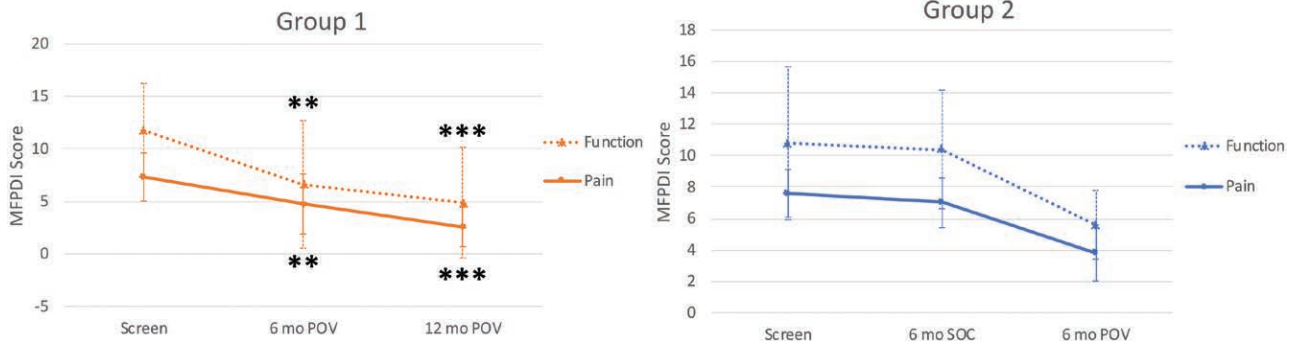 Group 1
20
15
10
5
0
-5
MFPDI Score
**
***
**
***
Function
Pain
Screen
6 mo POV
12 mo POV
Group 2
18
16
14
12
10
8
6
4
2
0
MFPDI Score
Function
Pain
Screen
6 mo SOC
6 mo POV